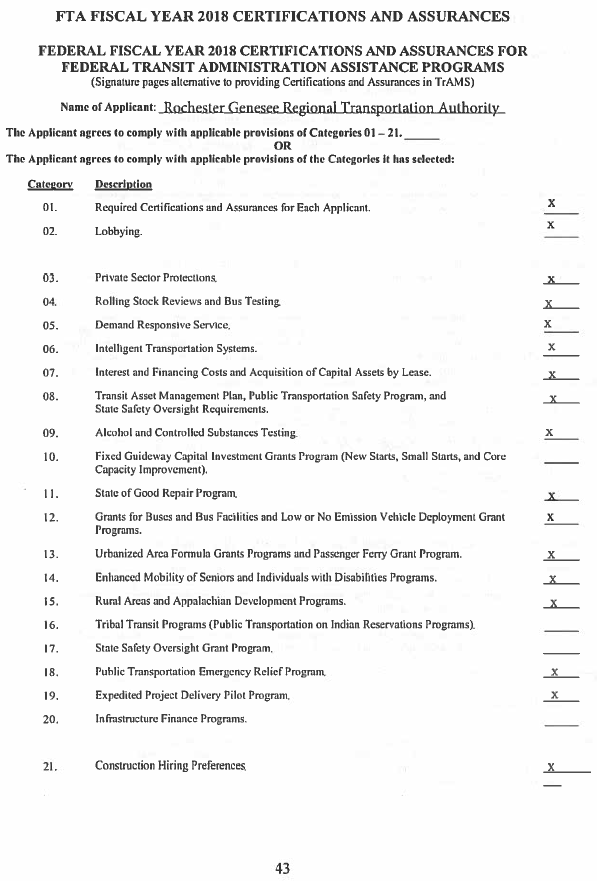 FTA FISCAL YEAR 2018 CERTIFICATIONS AND ASSURANCES
FEDERAL FISCAL YEAR 2018 CERTIFICATIONS AND ASSURANCES FOR
FEDERAL TRANSIT ADMINISTRATION ASSISTANCE PROGRAMS
(Signature pages alternative to providing Certifications and Assurances in TrAMS)
Name of Applicant: Rochester Genesee Regional Transportation Authority
The Applicant agrees to comply with applicable provisions of Categories 01 – 21. ______
OR
The Applicant agrees to comply with applicable provisions of the Categories it has selected:
Category Description
01. Required Certifications and Assurances for Each Applicant. X
02. Lobbying. X
03. Private Sector Protections. X
04. Rolling Stock Reviews and Bus Testing. X
05. Demand Responsive Service. X
06. Intelligent Transportation Systems. X
07. Interest and Financing Costs and Acquisition of Capital Assets by Lease. X
08. Transit Asset Management Plan, Public Transportation Safety Program, and
State Safety Oversight Requirements. X
09. Alcohol and Controlled Substances Testing. X
10. Fixed Guideway Capital Investment Grants Program (New Starts, Small Starts, and Core
Capacity Improvement). ____
11. State of Good Repair Program. X
12. Grants for Buses and Bus Facilities and Low or No Emission Vehicle Deployment Grant X
Programs.
13. Urbanized Area Formula Grants Programs and Passenger Ferry Grant Program. X
14. Enhanced Mobility of Seniors and Individuals with Disabilities Programs. X
15. Rural Areas and Appalachian Development Programs. X
16. Tribal Transit Programs (Public Transportation on Indian Reservations Programs). ____
17. State Safety Oversight Grant Program. ____
18. Public Transportation Emergency Relief Program. X
19. Expedited Project Delivery Pilot Program. X
20. Infrastructure Finance Programs. ____
21. Construction Hiring Preferences. X
43